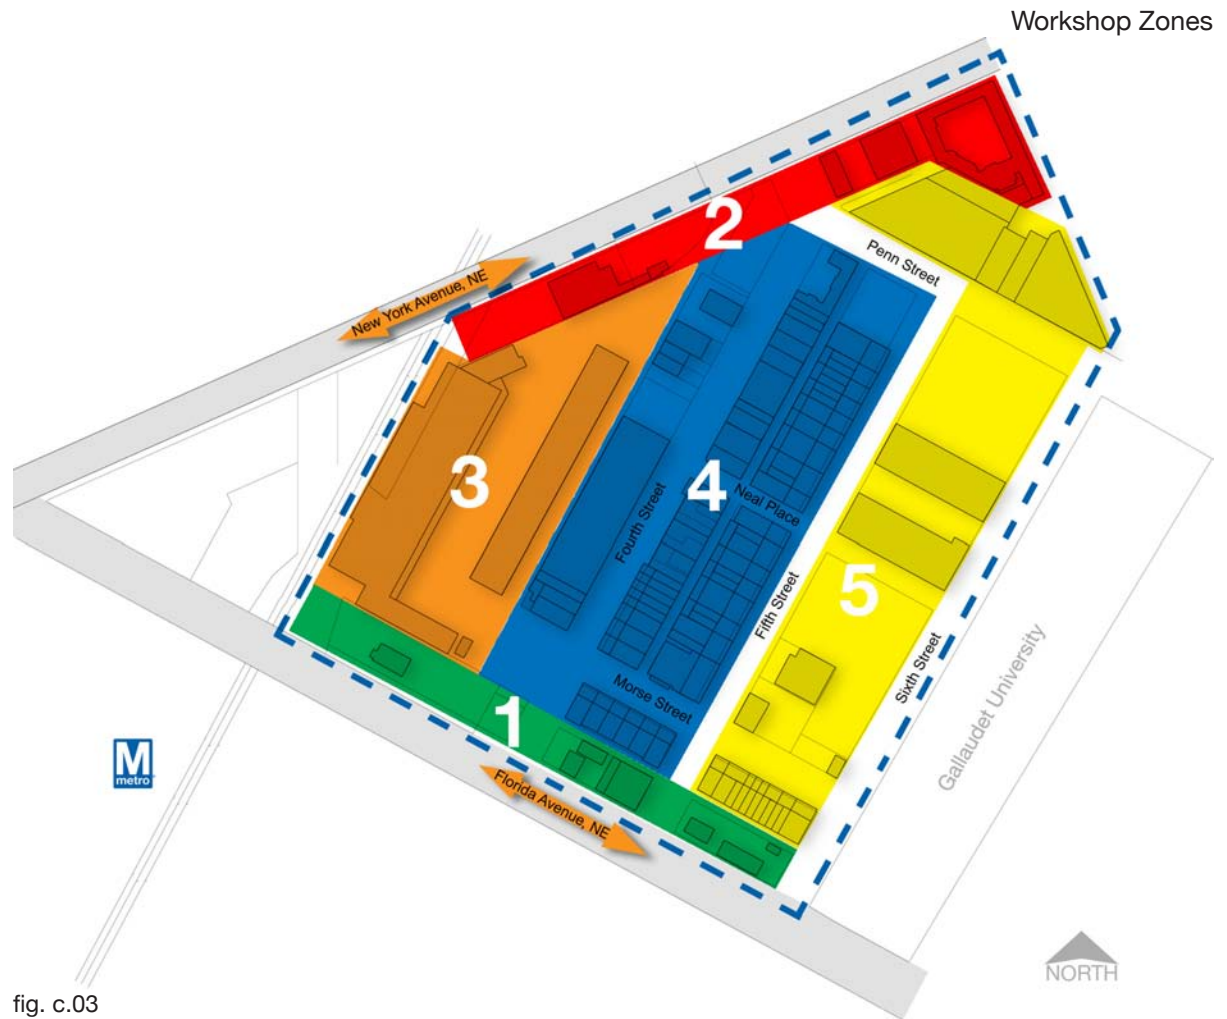 Workshop Zones
2
Penn Street
New York Avenue, NE
3
4
Neal Place
Fourth Street
5
Fifth Street
Sixth Street
Gallaudet University
Morse Street
1
M
metro
Florida Avenue, NE
NORTH
fig. c.03